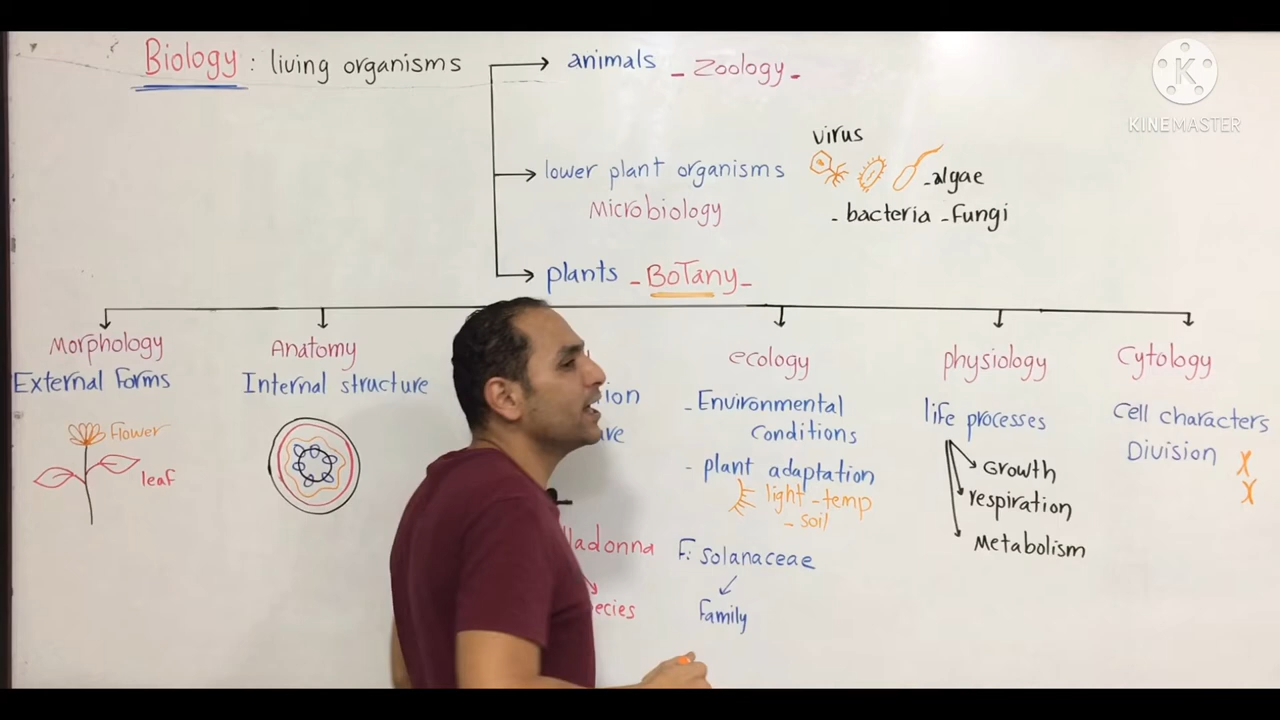 Biology : living organisms
animals - Zoology -
KINEMASTER
virus
lower plant organisms
-algae
Microbiology
- bacteria - Fungi
plants - BoTany -
Morphology
External Forms
Flower
leaf
Anatomy
Internal structure
ecology
- Environmental
Conditions
- plant adaptation
light - temp
- soil
F: solanaceae
Family
physiology
life processes
Growth
respiration
Metabolism
Cytology
Cell characters
Division